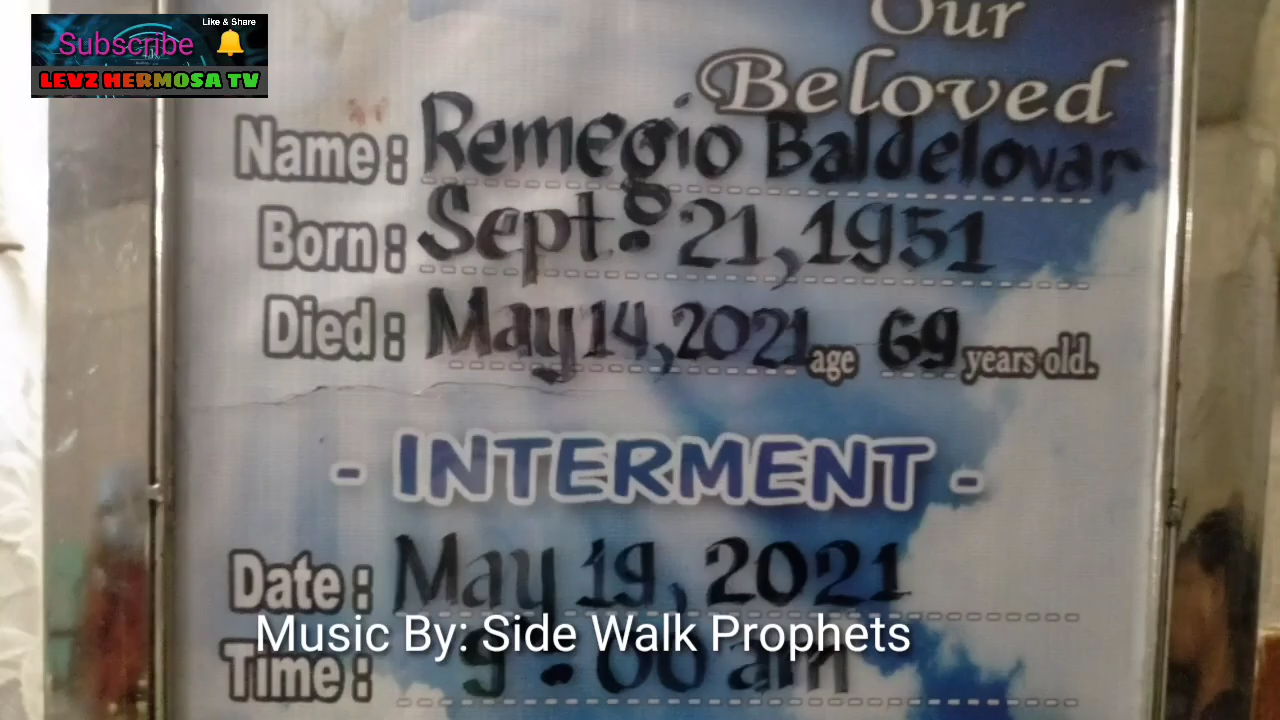 Like & Share
Subscribe
LEVZ HERMOSA TV
Our
Beloved
Name: Remegio Baldelovar
Born: Sept. 21, 1951
Died: May 14, 2021 age 69 years old.
- INTERMENT -
Date: May 19, 2021
Music By: Side Walk Prophets
Time: 9:00 am